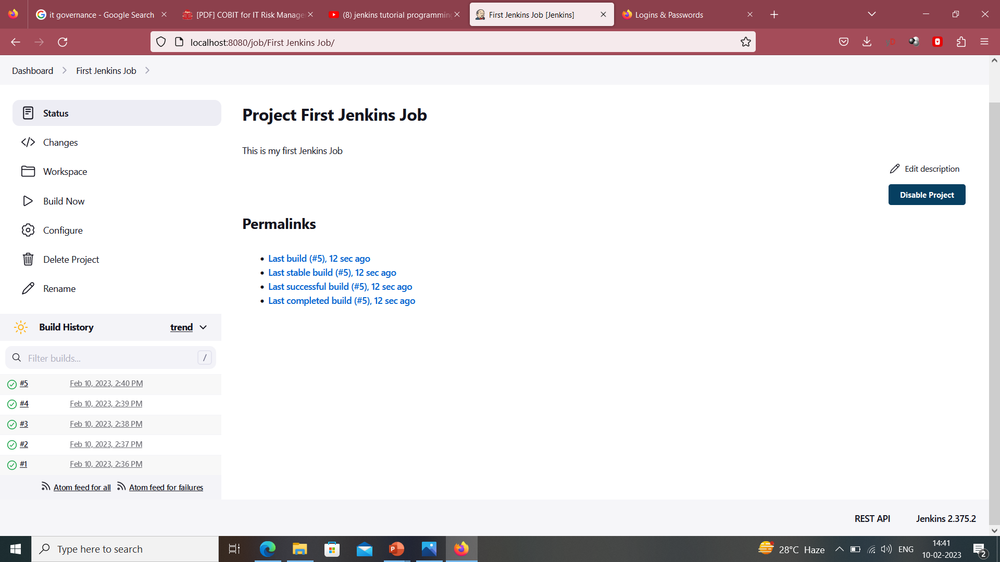 it governance - Google Search
[PDF] COBIT for IT Risk Manage
(8) jenkins tutorial programming
First Jenkins Job [Jenkins]
Logins & Passwords
localhost:8080/job/First Jenkins Job/
Dashboard
First Jenkins Job
Status
Changes
Workspace
Build Now
Configure
Delete Project
Rename
Build History
trend
Filter builds...
/
#5 Feb 10, 2023, 2:40 PM
#4 Feb 10, 2023, 2:39 PM
#3 Feb 10, 2023, 2:38 PM
#2 Feb 10, 2023, 2:37 PM
#1 Feb 10, 2023, 2:36 PM
Atom feed for all
Atom feed for failures
Project First Jenkins Job
This is my first Jenkins Job
Edit description
Disable Project
Permalinks
Last build (#5), 12 sec ago
Last stable build (#5), 12 sec ago
Last successful build (#5), 12 sec ago
Last completed build (#5), 12 sec ago
REST API
Jenkins 2.375.2
Type here to search
28°C Haze
ENG
14:41
10-02-2023
2